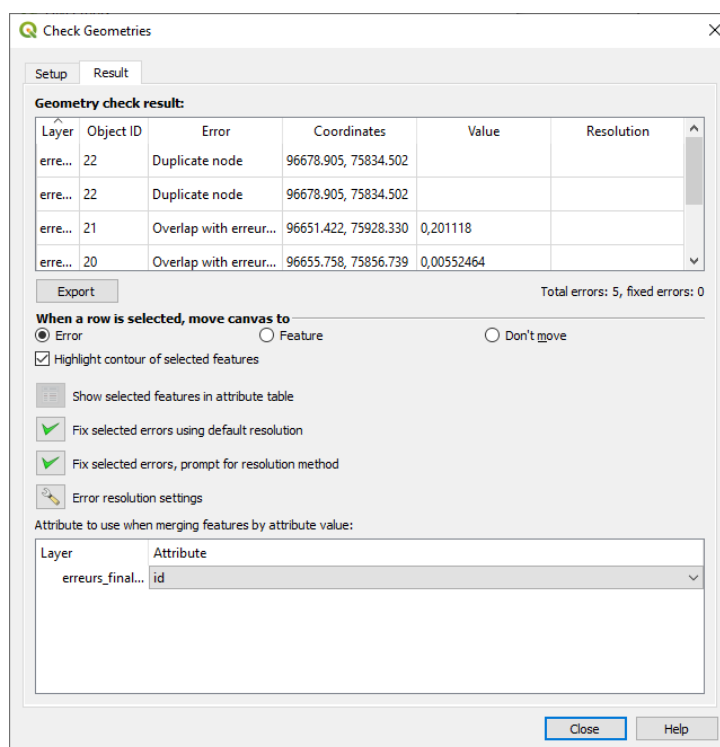 Check Geometries
Setup Result
Geometry check result:
Layer Object ID Error Coordinates Value Resolution
erre... 22 Duplicate node 96678.905, 75834.502
erre... 22 Duplicate node 96678.905, 75834.502
erre... 21 Overlap with erreur... 96651.422, 75928.330 0,201118
erre... 20 Overlap with erreur... 96655.758, 75856.739 0,00552464
Export Total errors: 5, fixed errors: 0
When a row is selected, move canvas to
Error Feature Don't move
Highlight contour of selected features
Show selected features in attribute table
Fix selected errors using default resolution
Fix selected errors, prompt for resolution method
Error resolution settings
Attribute to use when merging features by attribute value:
Layer Attribute
erreurs_final... id
Close Help